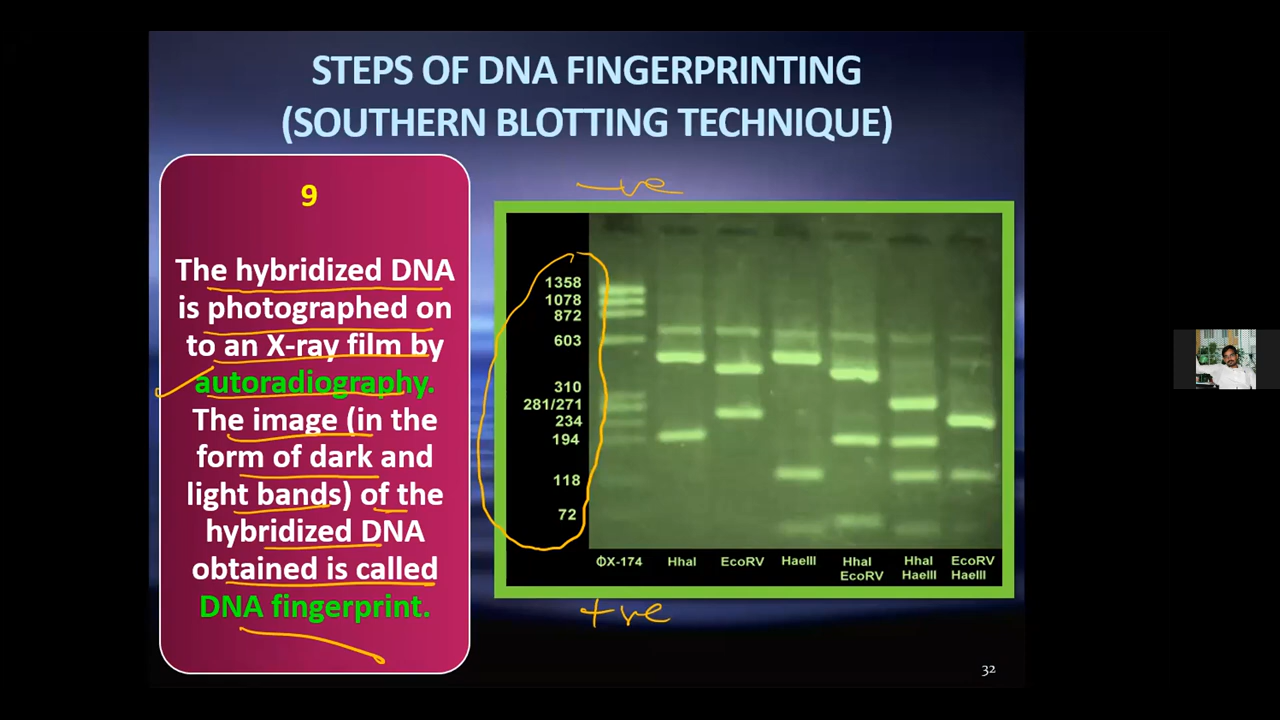 STEPS OF DNA FINGERPRINTING
(SOUTHERN BLOTTING TECHNIQUE)
9
The hybridized DNA
is photographed on
to an X-ray film by
autoradiography.
The image (in the
form of dark and
light bands) of the
hybridized DNA
obtained is called
DNA fingerprint.
-ve
1358
1078
872
603
310
281/271
234
194
118
72
ΦX-174
HhaI
EcoRV
HaeIII
HhaI
EcoRV
HhaI
HaeIII
EcoRV
HaeIII
+ve
32